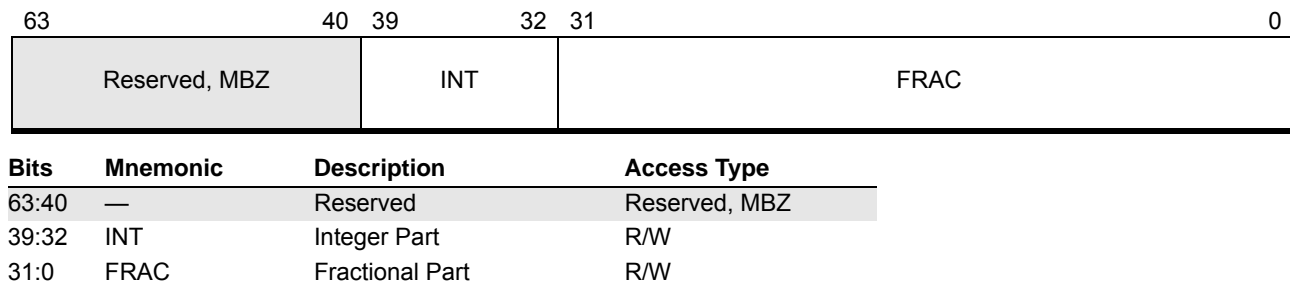 63 40 39 32 31 0
Reserved, MBZ INT FRAC
Bits Mnemonic Description Access Type
63:40 — Reserved Reserved, MBZ
39:32 INT Integer Part R/W
31:0 FRAC Fractional Part R/W